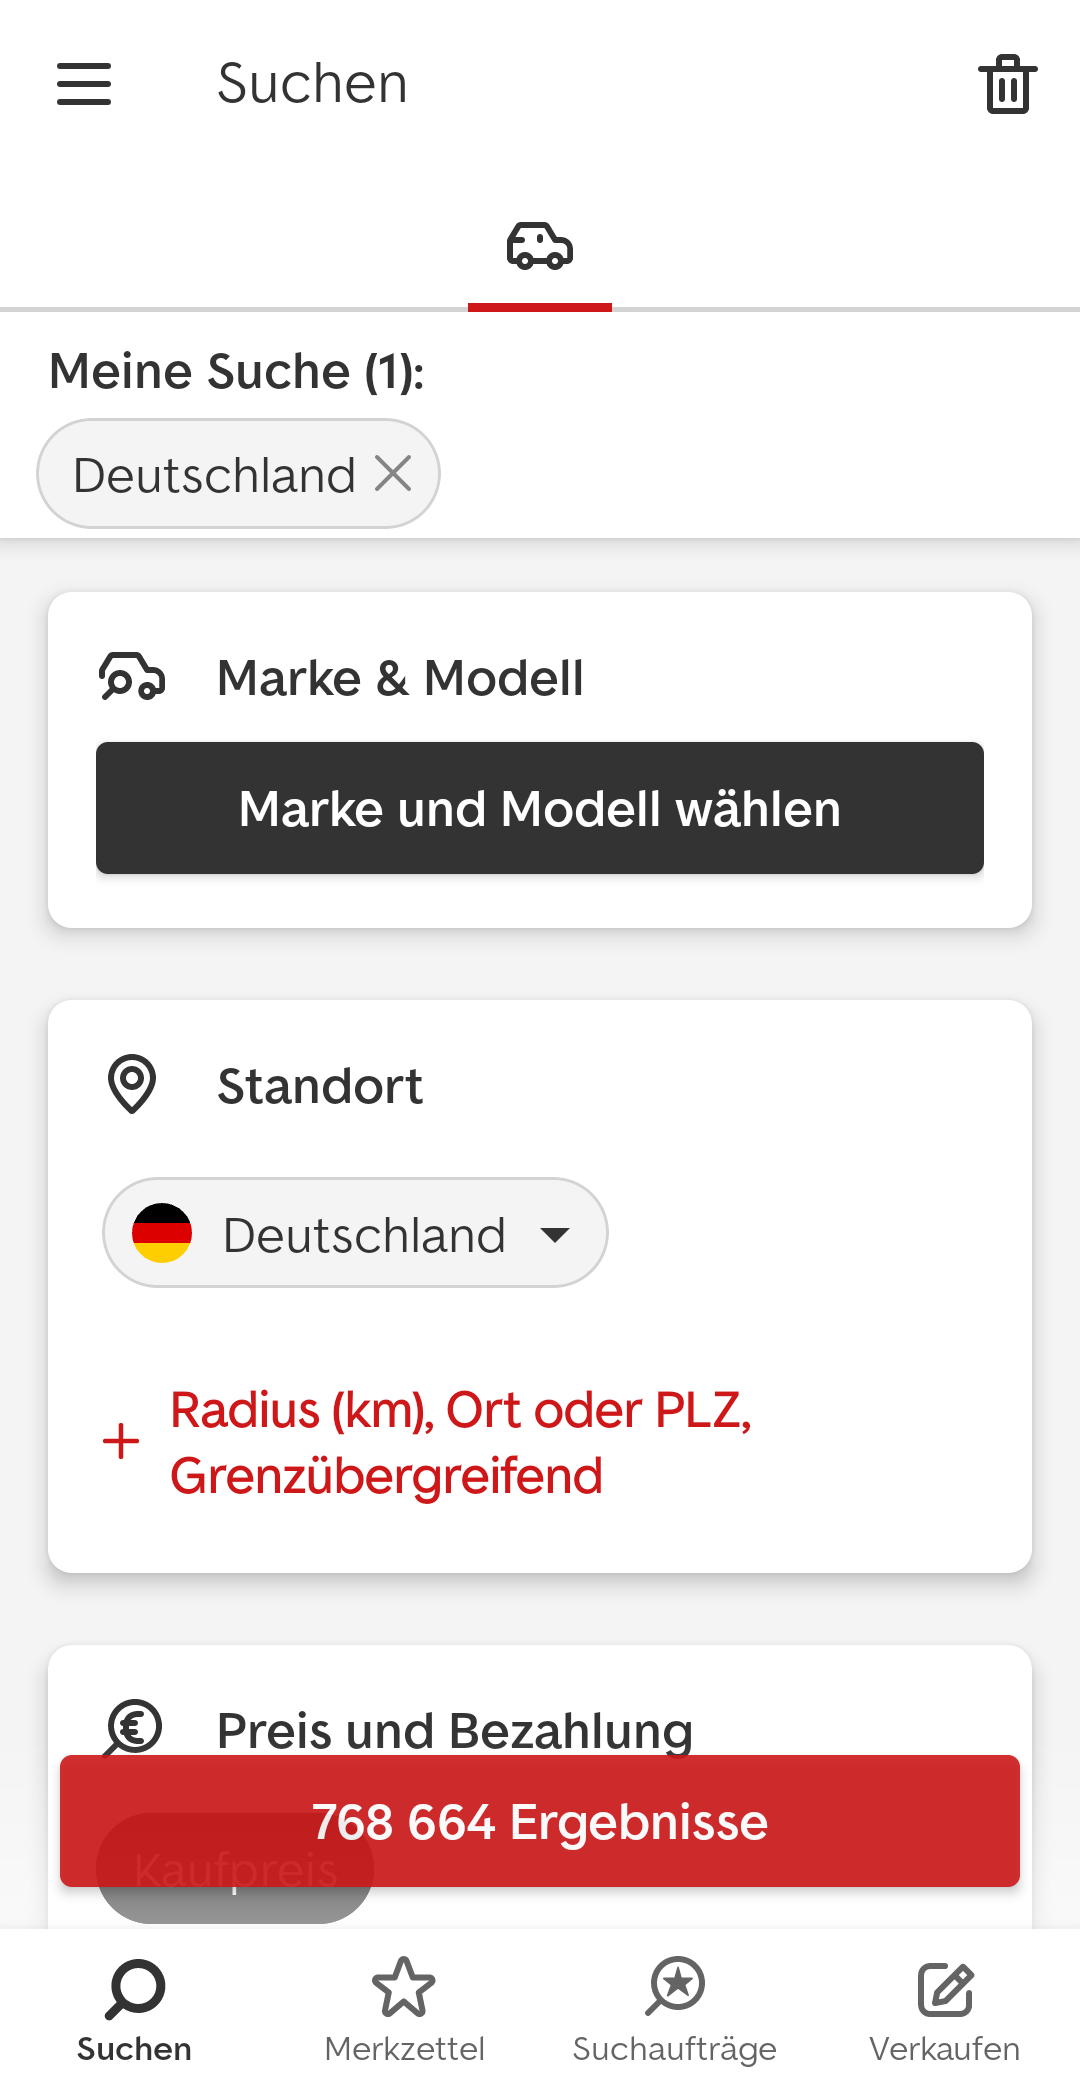 Suchen
Meine Suche (1):
Deutschland
Marke & Modell
Marke und Modell wählen
Standort
Deutschland
Radius (km), Ort oder PLZ,
Grenzübergreifend
Preis und Bezahlung
768 664 Ergebnisse
Kaufpreis
Suchen
Merkzettel
Suchaufträge
Verkaufen